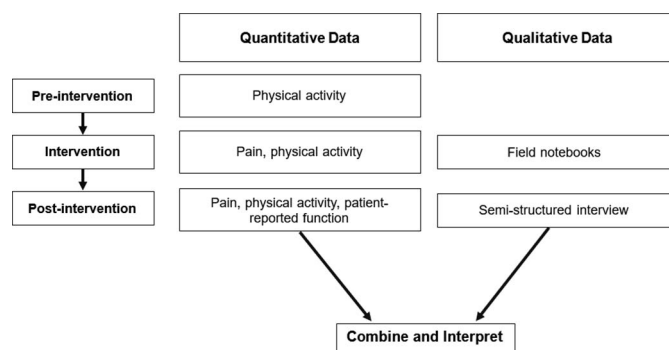 Quantitative Data
Qualitative Data
Pre-intervention
Physical activity
Intervention
Pain, physical activity
Field notebooks
Post-intervention
Pain, physical activity, patient-
reported function
Semi-structured interview
Combine and Interpret